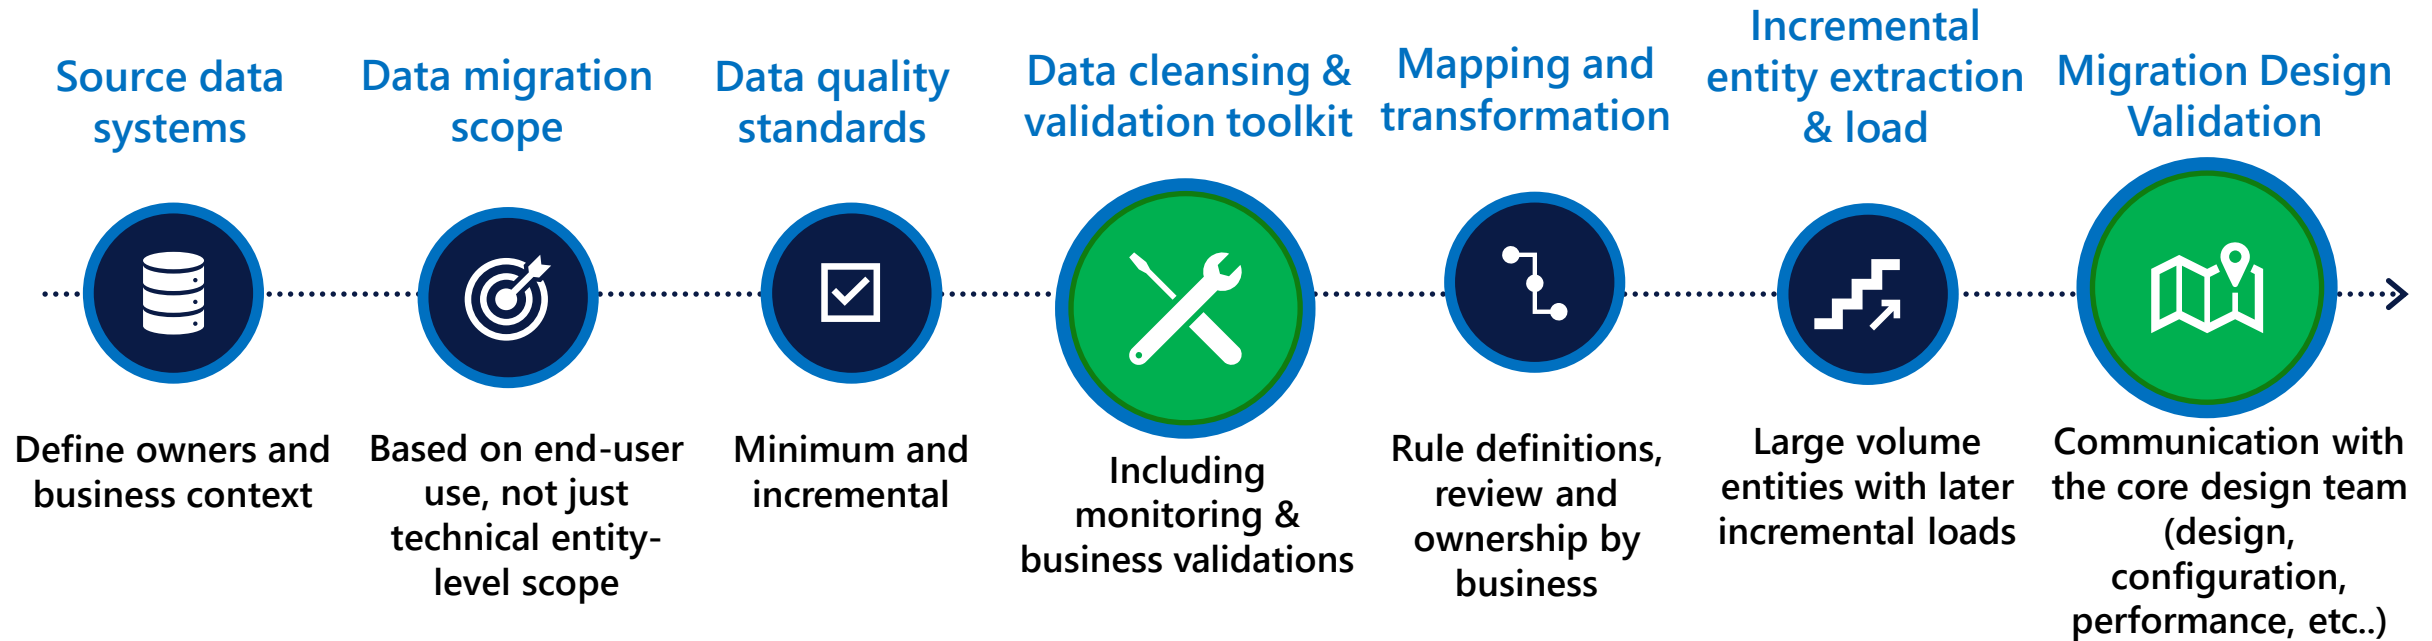 Source data
systems
Define owners and
business context
Data migration
scope
Based on end-user
use, not just
technical entity-
level scope
Data quality
standards
Minimum and
incremental
Data cleansing &
validation toolkit
Including
monitoring &
business validations
Mapping and
transformation
Rule definitions,
review and
ownership by
business
Incremental
entity extraction
& load
Large volume
entities with later
incremental loads
Migration Design
Validation
Communication with
the core design team
(design,
configuration,
performance, etc..)